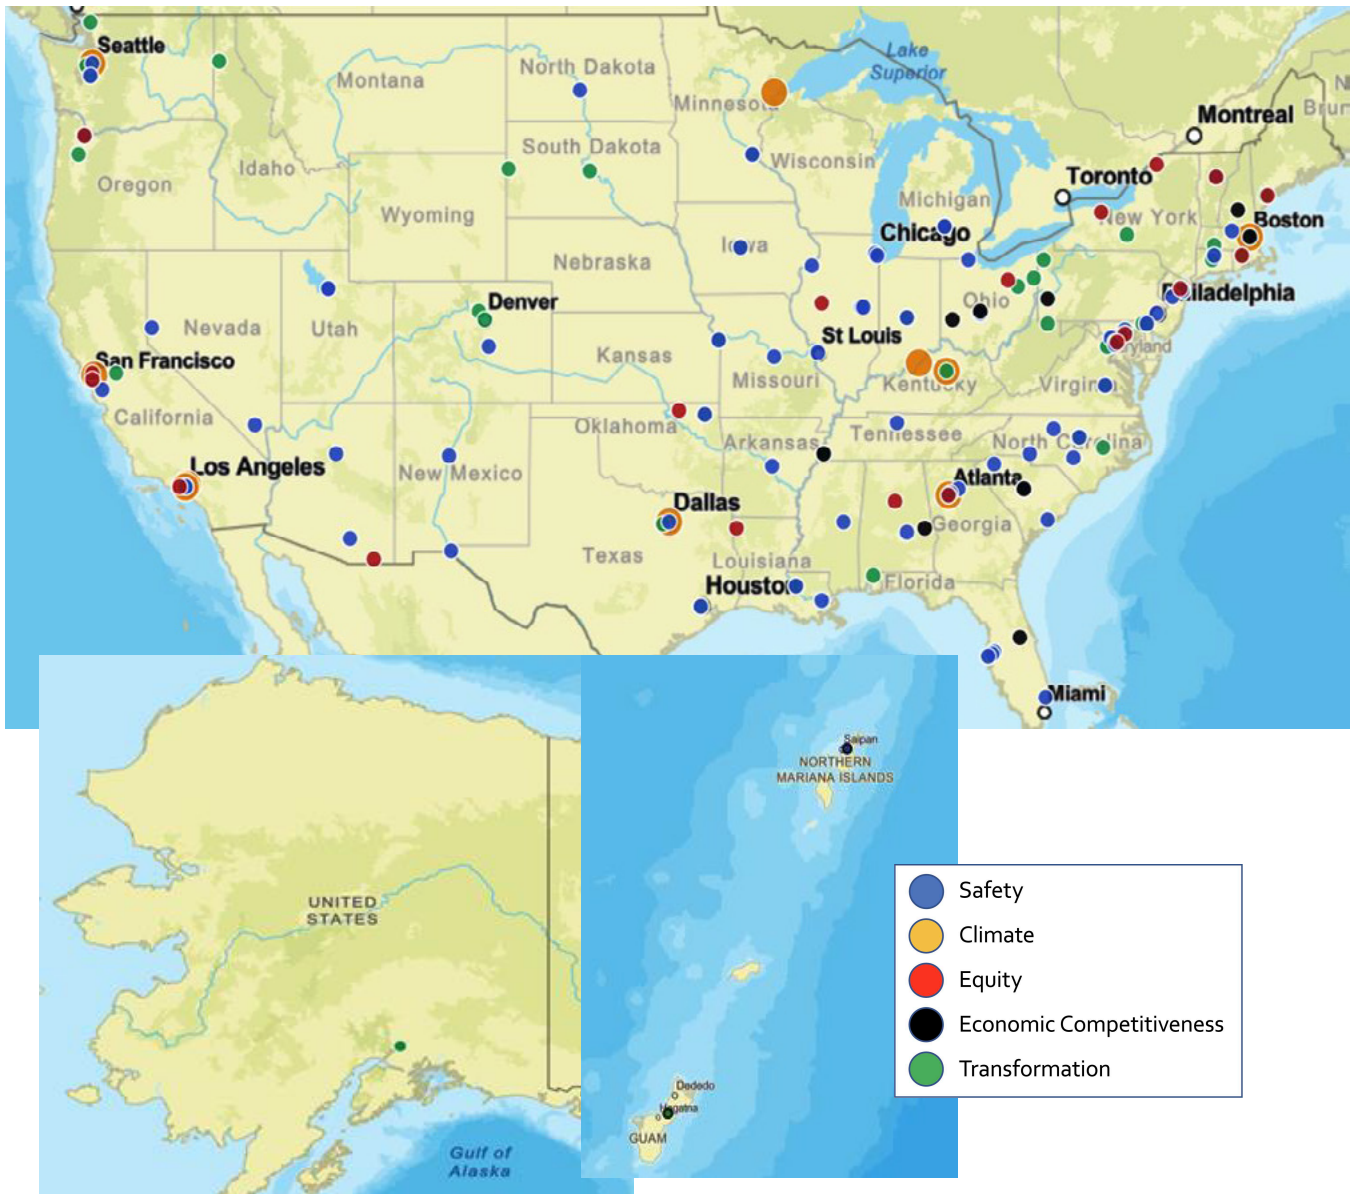 Seattle
Montana
North Dakota
Minnesota
Lake
Superior
Montreal
Brun
South Dakota
Wisconsin
Toronto
Idaho
Oregon
Wyoming
Michigan
New York
Boston
Chicago
Iowa
Nebraska
Denver
Ohio
Philadelphia
Nevada
Utah
St Louis
Maryland
San Francisco
Kansas
Missouri
Kentucky
Virginia
California
Oklahoma
Arkansas
Tennessee
North Carolina
Los Angeles
New Mexico
Atlanta
Dallas
Georgia
Texas
Louisiana
Houston
Florida
Miami
Saipan
NORTHERN
MARIANA ISLANDS
UNITED
STATES
Safety
Climate
Equity
Economic Competitiveness
Transformation
Dededo
Hagatna
GUAM
Gulf of
Alaska